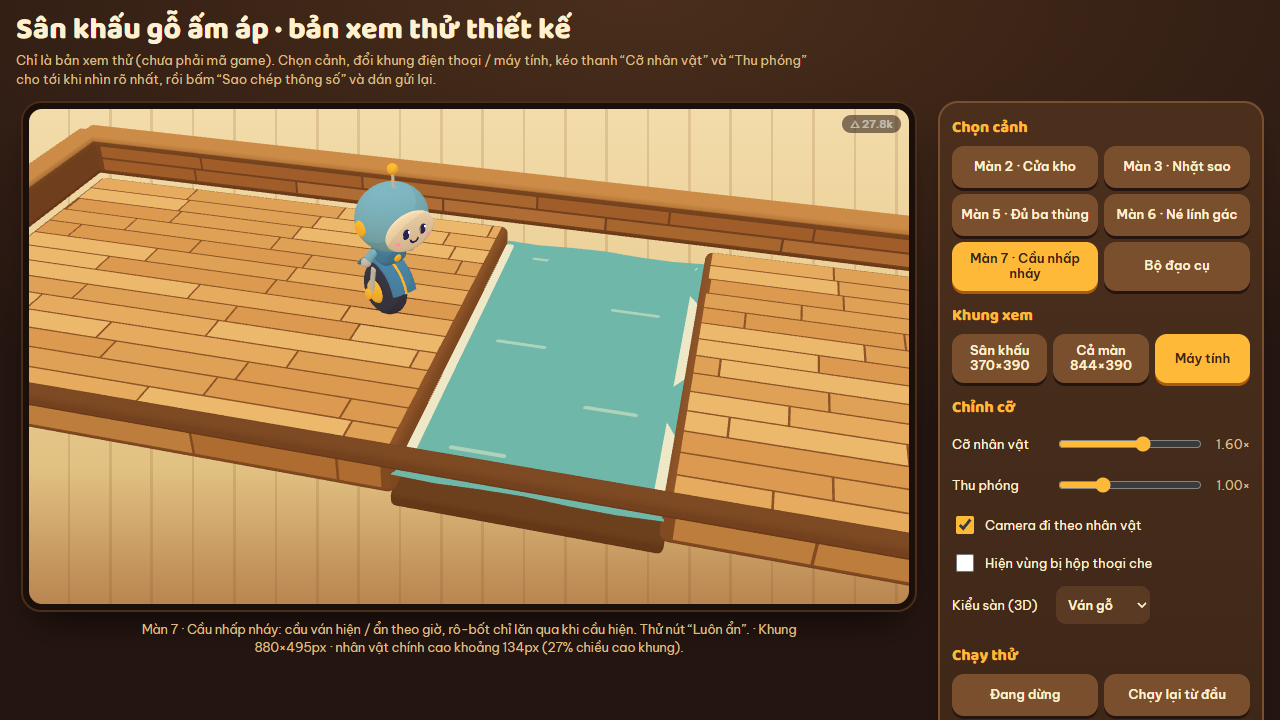 Sân khấu gỗ ấm áp · bản xem thử thiết kế
Chỉ là bản xem thử (chưa phải mã game). Chọn cảnh, đổi khung điện thoại / máy tính, kéo thanh “Cỡ nhân vật” và “Thu phóng”
cho tới khi nhìn rõ nhất, rồi bấm “Sao chép thông số” và dán gửi lại.
△ 27.8k
Màn 7 · Cầu nhấp nháy: cầu ván hiện / ẩn theo giờ, rô-bốt chỉ lăn qua khi cầu hiện. Thử nút “Luôn ẩn”. · Khung
880×495px · nhân vật chính cao khoảng 134px (27% chiều cao khung).
Chọn cảnh
Màn 2 · Cửa kho
Màn 3 · Nhặt sao
Màn 5 · Đủ ba thùng
Màn 6 · Né lính gác
Màn 7 · Cầu nhấp
nháy
Bộ đạo cụ
Khung xem
Sân khấu
370×390
Cả màn
844×390
Máy tính
Chỉnh cỡ
Cỡ nhân vật
1.60×
Thu phóng
1.00×
Camera đi theo nhân vật
Hiện vùng bị hộp thoại che
Kiểu sàn (3D)
Ván gỗ
Chạy thử
Đang dừng
Chạy lại từ đầu